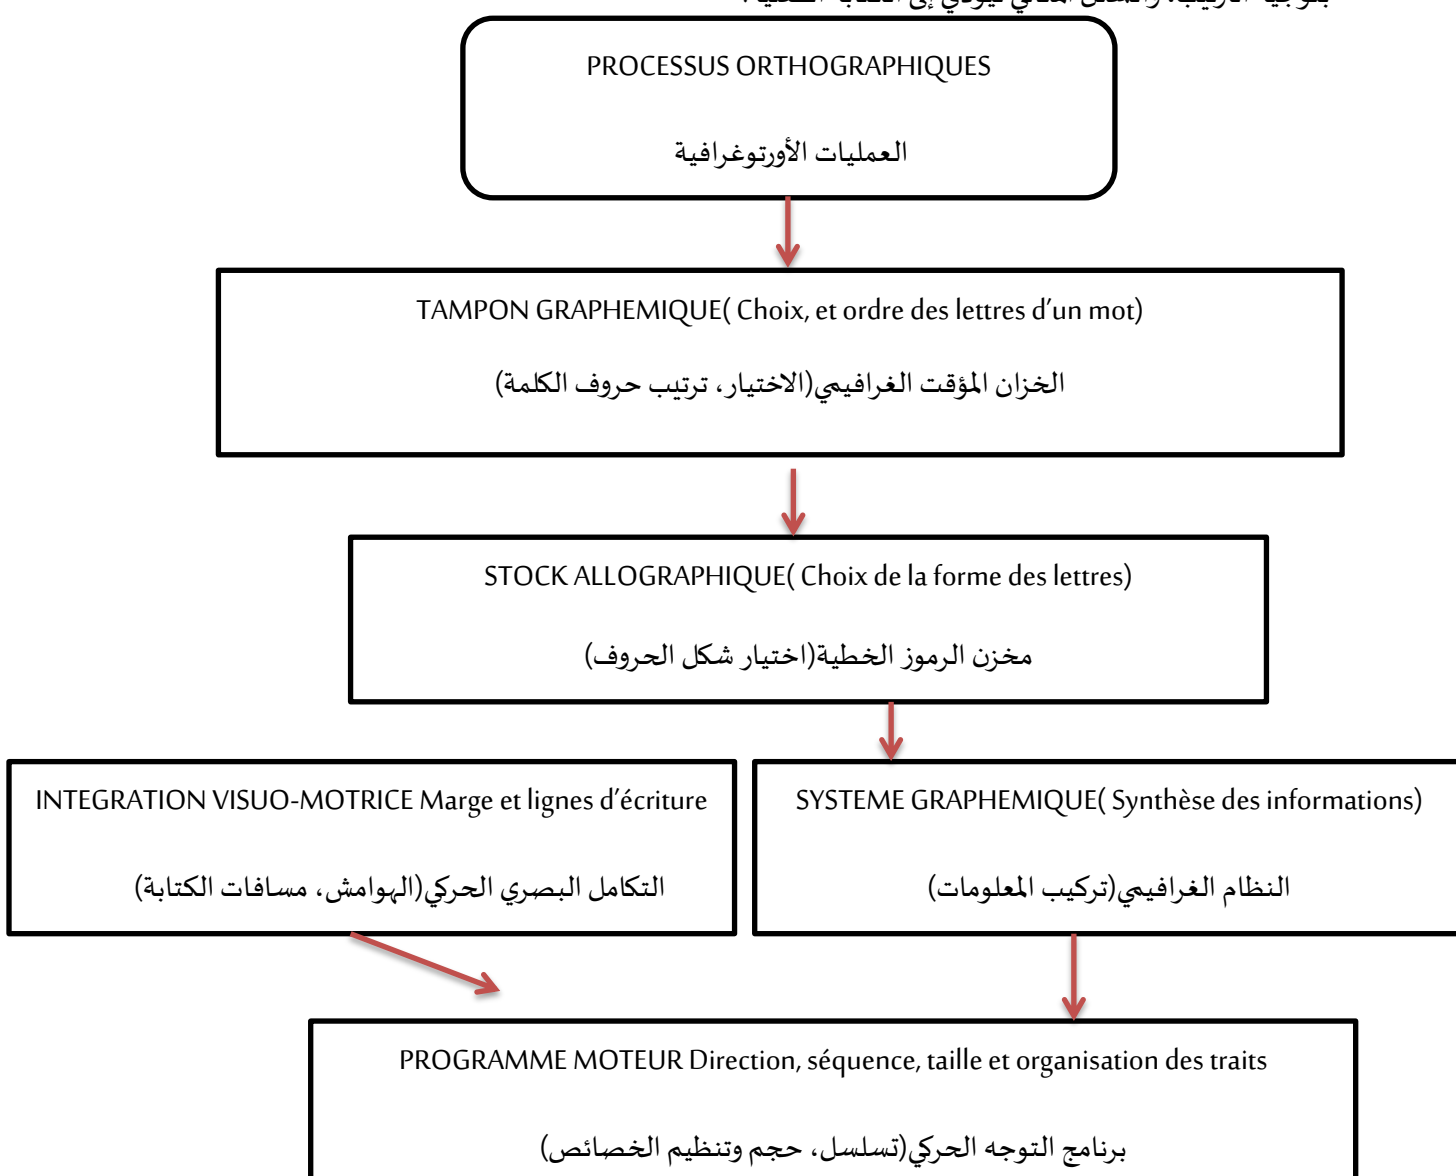 PROCESSUS ORTHOGRAPHIQUES
العمليات الأورتوغرافية
TAMPON GRAPHEMIQUE( Choix, et ordre des lettres d’un mot)
الخزان المؤقت الغرافيمي(الاختيار، ترتيب حروف الكلمة)
STOCK ALLOGRAPHIQUE( Choix de la forme des lettres)
مخزن الرموز الخطية(اختيار شكل الحروف)
INTEGRATION VISUO-MOTRICE Marge et lignes d’écriture
التكامل البصري الحركي(الهوامش، مسافات الكتابة)
SYSTEME GRAPHEMIQUE( Synthèse des informations)
النظام الغرافيمي(تركيب المعلومات)
PROGRAMME MOTEUR Direction, séquence, taille et organisation des traits
برنامج التوجه الحركي(تسلسل، حجم وتنظيم الخصائص)